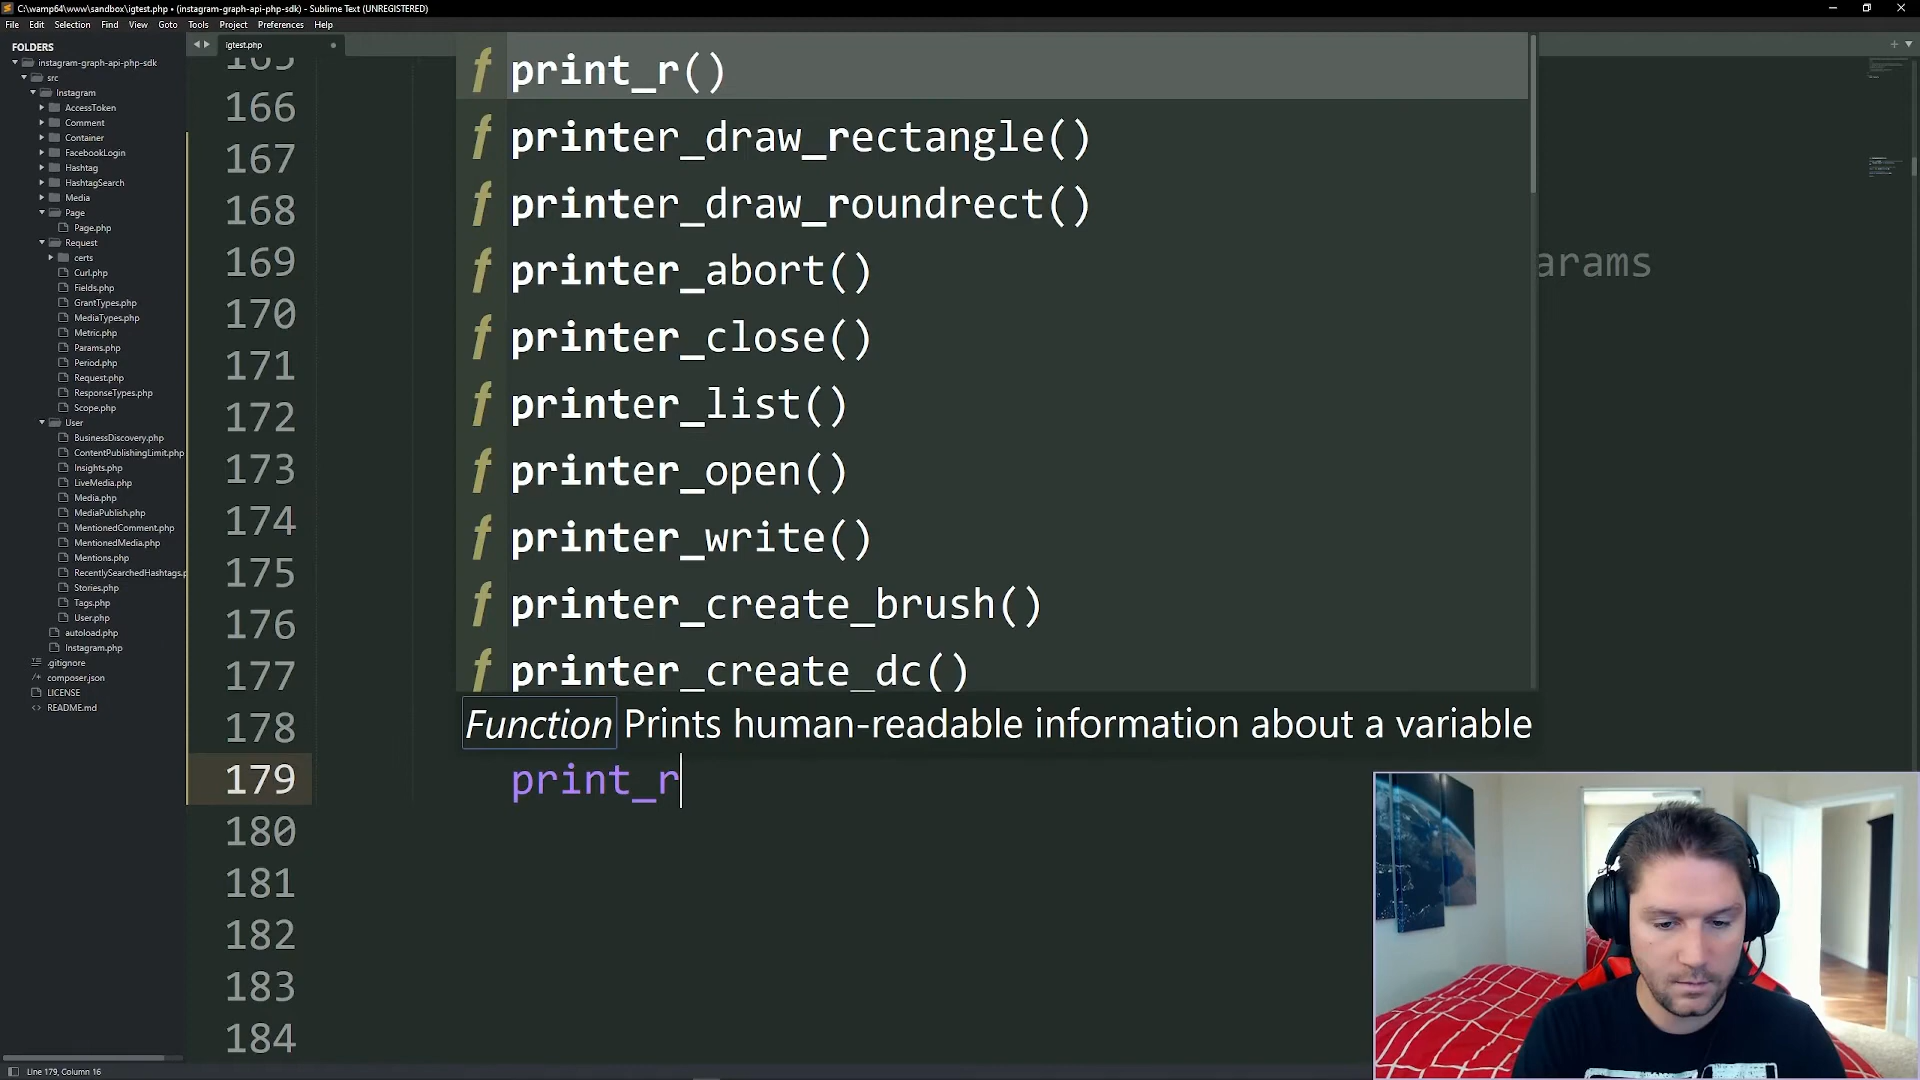 C:\wamp64\www\sandbox\igtest.php • (instagram-graph-api-php-sdk) - Sublime Text (UNREGISTERED)
File Edit Selection Find View Goto Tools Project Preferences Help
FOLDERS
instagram-graph-api-php-sdk
src
Instagram
AccessToken
Comment
Container
FacebookLogin
Hashtag
HashtagSearch
Media
Page
Page.php
Request
certs
Curl.php
Fields.php
GrantTypes.php
MediaTypes.php
Metric.php
Params.php
Period.php
Request.php
ResponseTypes.php
Scope.php
User
BusinessDiscovery.php
ContentPublishingLimit.php
Insights.php
LiveMedia.php
Media.php
MediaPublish.php
MentionedComment.php
MentionedMedia.php
Mentions.php
RecentlySearchedHashtags.p
Stories.php
Tags.php
User.php
autoload.php
Instagram.php
.gitignore
composer.json
LICENSE
README.md
igtest.php
165
166
167
168
169 arams
170
171
172
173
174
175
176
177
178
179 print_r
180
181
182
183
184
f print_r()
f printer_draw_rectangle()
f printer_draw_roundrect()
f printer_abort()
f printer_close()
f printer_list()
f printer_open()
f printer_write()
f printer_create_brush()
f printer_create_dc()
Function Prints human-readable information about a variable
Line 179, Column 16